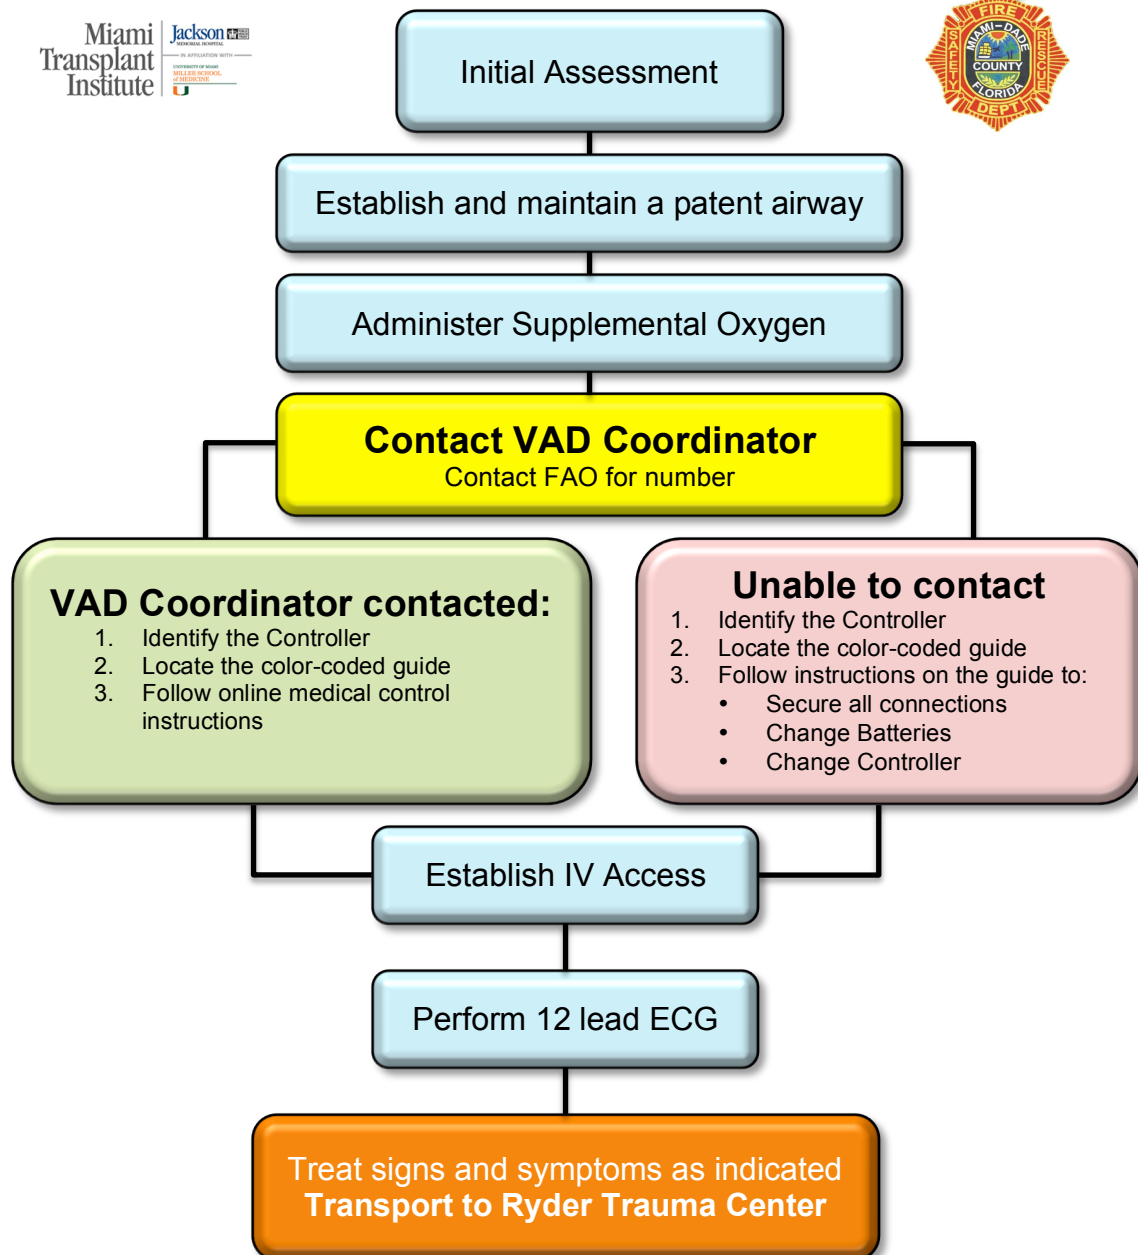 Miami
Transplant
Institute
Jackson
MEMORIAL HOSPITAL
IN AFFILIATION WITH
UNIVERSITY OF MIAMI
MILLER SCHOOL
of MEDICINE
FIRE
SAFETY
RESCUE
DEPT
MIAMI-DADE
COUNTY
FLORIDA
Initial Assessment
Establish and maintain a patent airway
Administer Supplemental Oxygen
Contact VAD Coordinator
Contact FAO for number
VAD Coordinator contacted:
1. Identify the Controller
2. Locate the color-coded guide
3. Follow online medical control
instructions
Unable to contact
1. Identify the Controller
2. Locate the color-coded guide
3. Follow instructions on the guide to:
• Secure all connections
• Change Batteries
• Change Controller
Establish IV Access
Perform 12 lead ECG
Treat signs and symptoms as indicated
Transport to Ryder Trauma Center